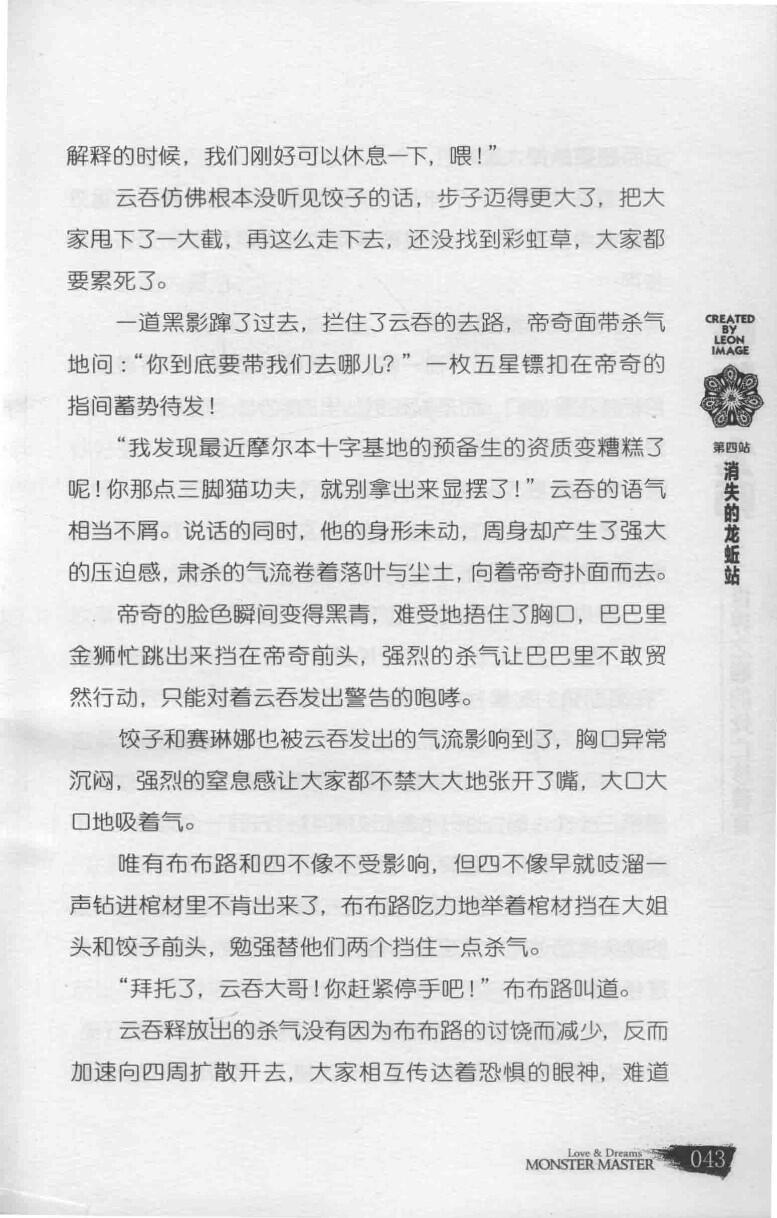 解释的时候，我们刚好可以休息一下，喂！”
云吞仿佛根本没听见饺子的话，步子迈得更大了，把大
家甩下了一大截，再这么走下去，还没找到彩虹草，大家都
要累死了。
一道黑影蹿了过去，拦住了云吞的去路，帝奇面带杀气
地问：“你到底要带我们去哪儿？”一枚五星镖扣在帝奇的
指间蓄势待发！
“我发现最近摩尔本十字基地的预备生的资质变糟糕了
呢！你那点三脚猫功夫，就别拿出来显摆了！”云吞的语气
相当不屑。说话的同时，他的身形未动，周身却产生了强大
的压迫感，肃杀的气流卷着落叶与尘土，向着帝奇扑面而去。
帝奇的脸色瞬间变得黑青，难受地捂住了胸口，巴巴里
金狮忙跳出来挡在帝奇前头，强烈的杀气让巴巴里不敢贸
然行动，只能对着云吞发出警告的咆哮。
饺子和赛琳娜也被云吞发出的气流影响到了，胸口异常
沉闷，强烈的窒息感让大家都不禁大大地张开了嘴，大口大
口地吸着气。
唯有布布路和四不像不受影响，但四不像早就吱溜一
声钻进棺材里不肯出来了，布布路吃力地举着棺材挡在大姐
头和饺子前头，勉强替他们两个挡住一点杀气。
“拜托了，云吞大哥！你赶紧停手吧！”布布路叫道。
云吞释放出的杀气没有因为布布路的讨饶而减少，反而
加速向四周扩散开去，大家相互传达着恐惧的眼神，难道
CREATED
BY
LEON
IMAGE
第四站
消失的龙蚯站
Love & Dreams
MONSTER MASTER
043